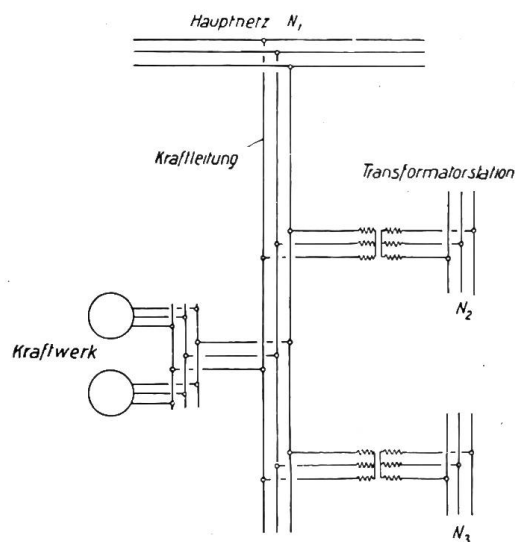 Hauptnetz N₁
Kraftleitung
Transformatorstation
N₂
Kraftwerk
N₃